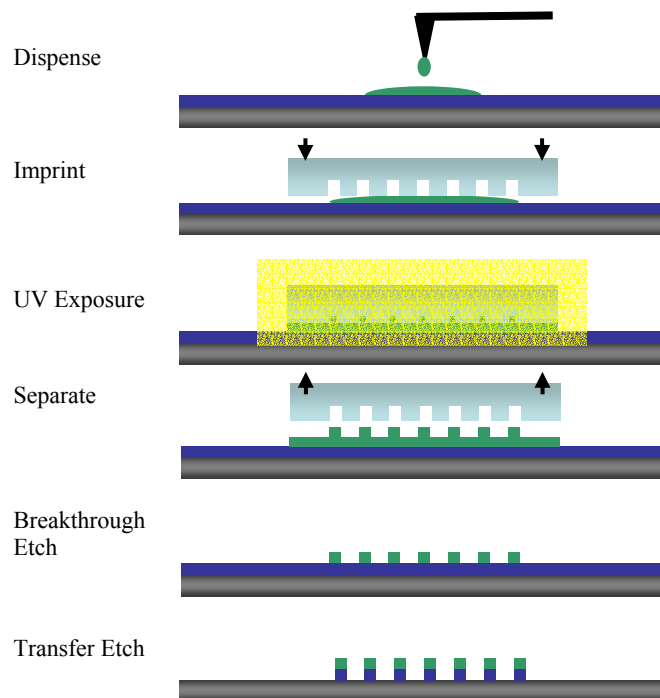 Dispense
Imprint
UV Exposure
Separate
Breakthrough
Etch
Transfer Etch